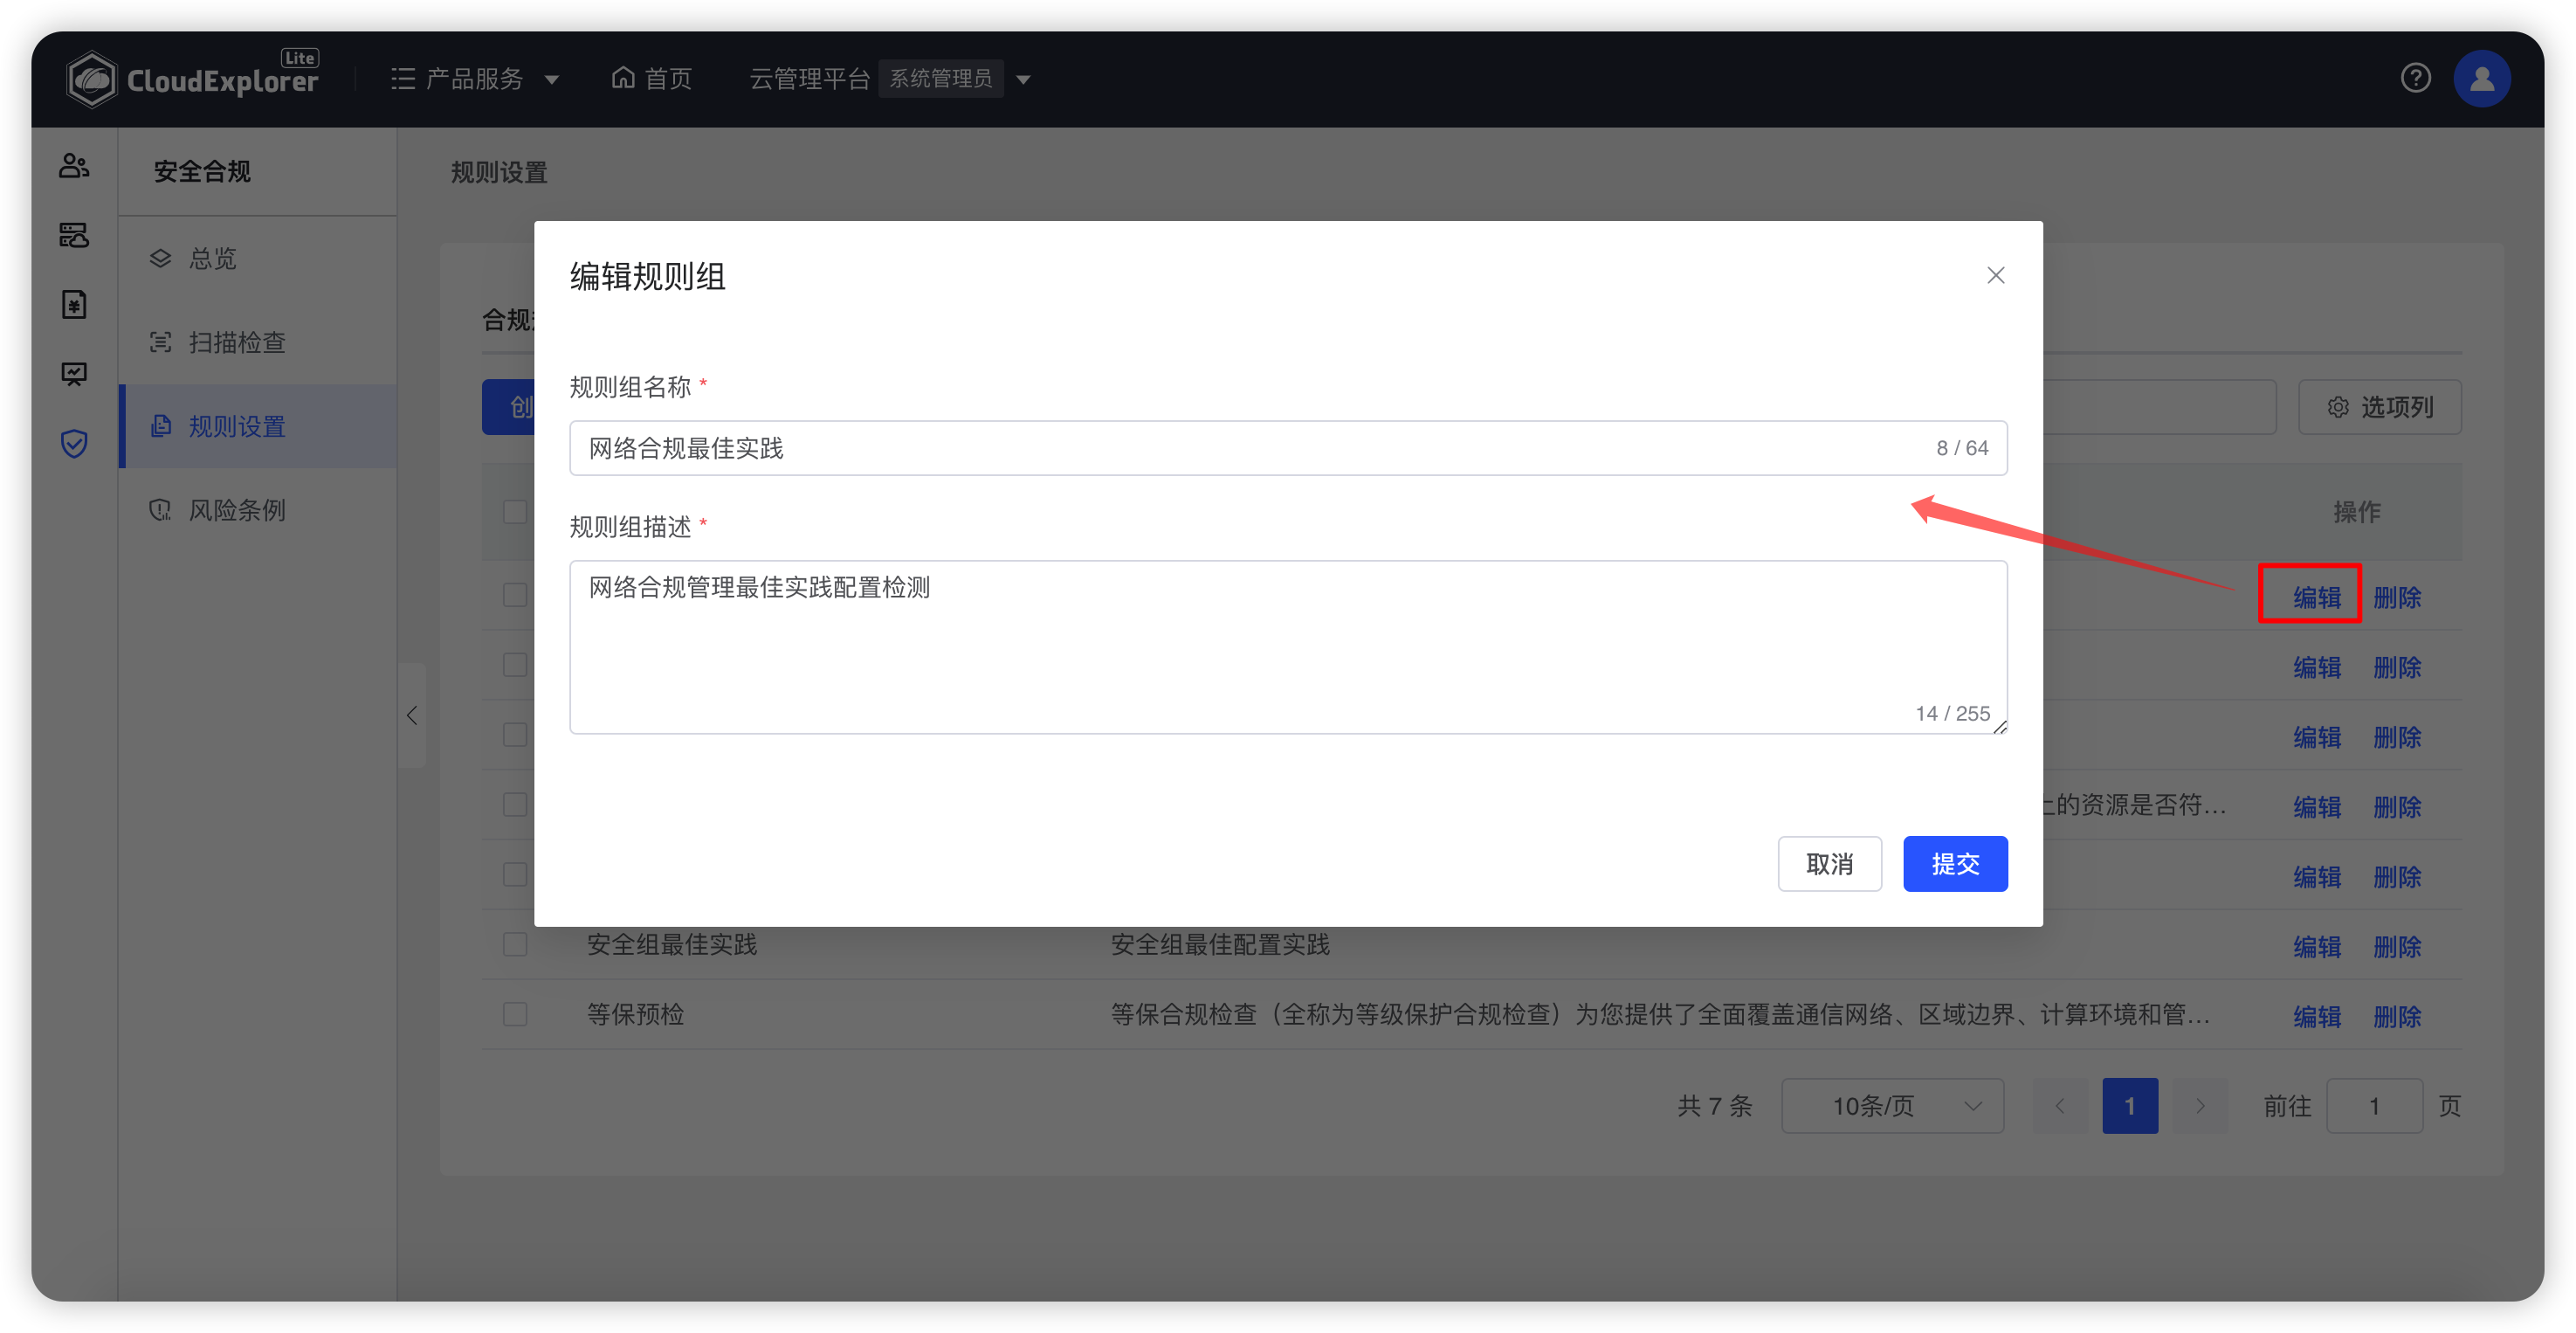 CloudExplorer Lite
产品服务
首页
云管理平台 系统管理员
安全合规
总览
扫描检查
规则设置
风险条例
规则设置
合规
创
选项列
操作
编辑规则组
规则组名称 *
网络合规最佳实践 8 / 64
规则组描述 *
网络合规管理最佳实践配置检测
14 / 255
取消 提交
编辑 删除
编辑 删除
编辑 删除
上的资源是否符... 编辑 删除
编辑 删除
安全组最佳实践 安全组最佳配置实践 编辑 删除
等保预检 等保合规检查（全称为等级保护合规检查）为您提供了全面覆盖通信网络、区域边界、计算环境和管... 编辑 删除
共 7 条 10条/页 1 前往 1 页